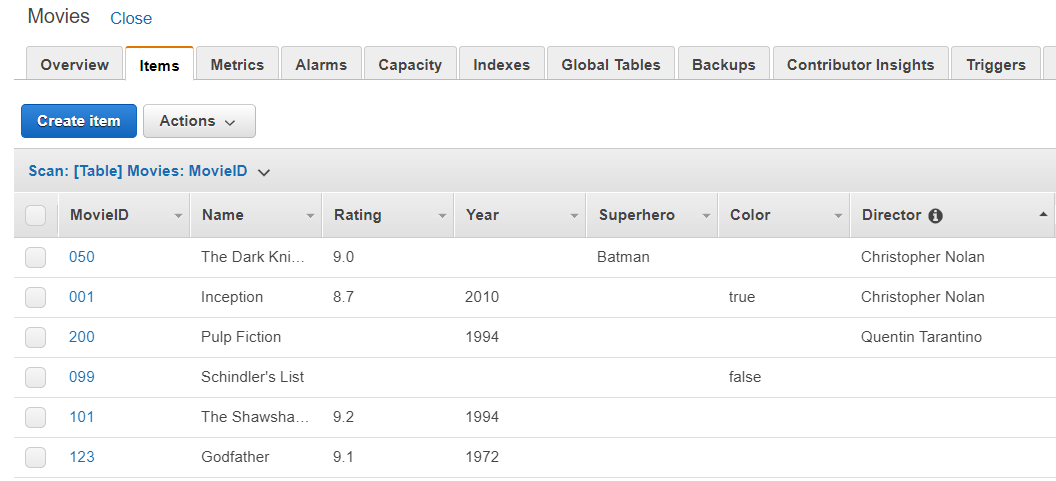 Movies Close
Overview Items Metrics Alarms Capacity Indexes Global Tables Backups Contributor Insights Triggers
Create item Actions
Scan: [Table] Movies: MovieID
MovieID Name Rating Year Superhero Color Director
050 The Dark Kni... 9.0 Batman Christopher Nolan
001 Inception 8.7 2010 true Christopher Nolan
200 Pulp Fiction 1994 Quentin Tarantino
099 Schindler's List false
101 The Shawsha... 9.2 1994
123 Godfather 9.1 1972